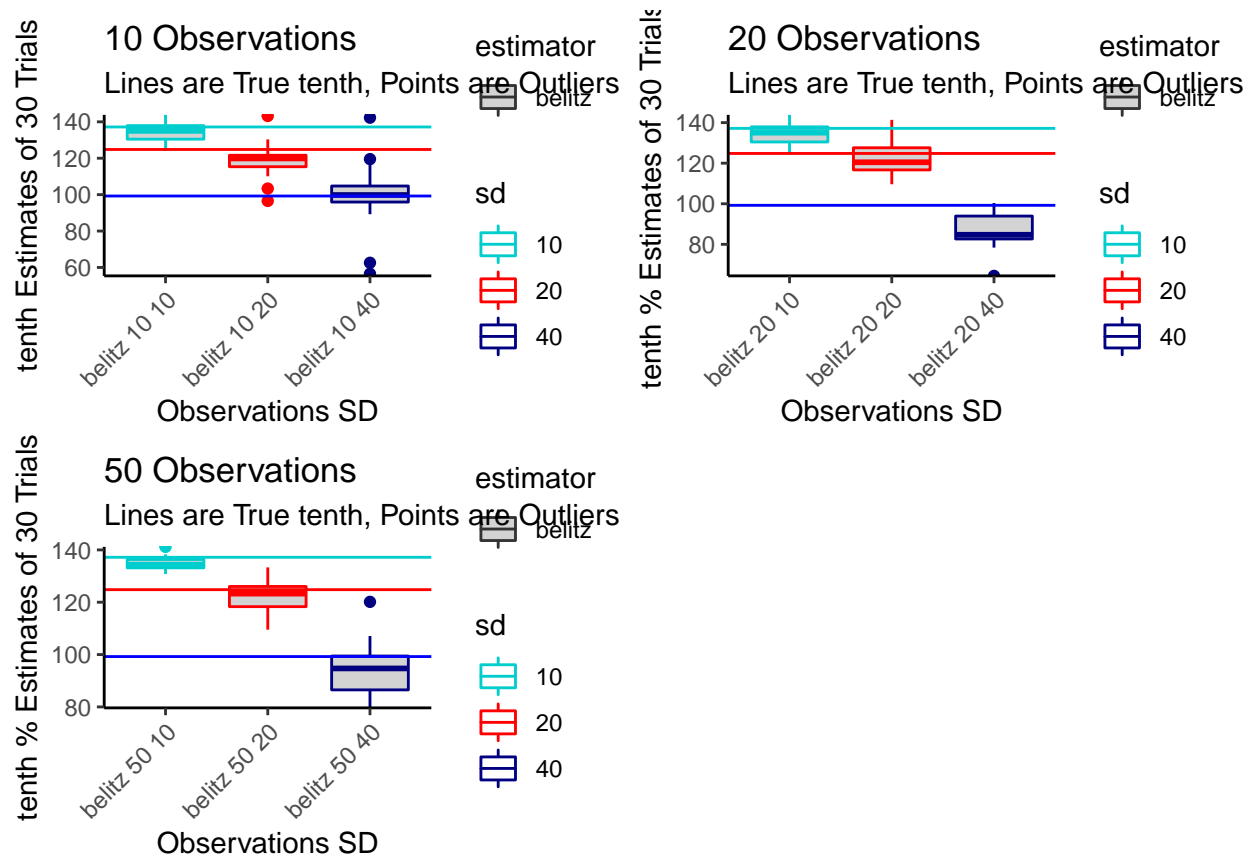 10 Observations
Lines are True tenth, Points are Outliers
tenth Estimates of 30 Trials
140
120
100
80
60
belitz 10 10
belitz 10 20
belitz 10 40
Observations SD
estimator
belitz
sd
10
20
40
20 Observations
Lines are True tenth, Points are Outliers
tenth % Estimates of 30 Trials
140
120
100
80
belitz 20 10
belitz 20 20
belitz 20 40
Observations SD
estimator
belitz
sd
10
20
40
50 Observations
Lines are True tenth, Points are Outliers
tenth % Estimates of 30 Trials
140
120
100
80
belitz 50 10
belitz 50 20
belitz 50 40
Observations SD
estimator
belitz
sd
10
20
40